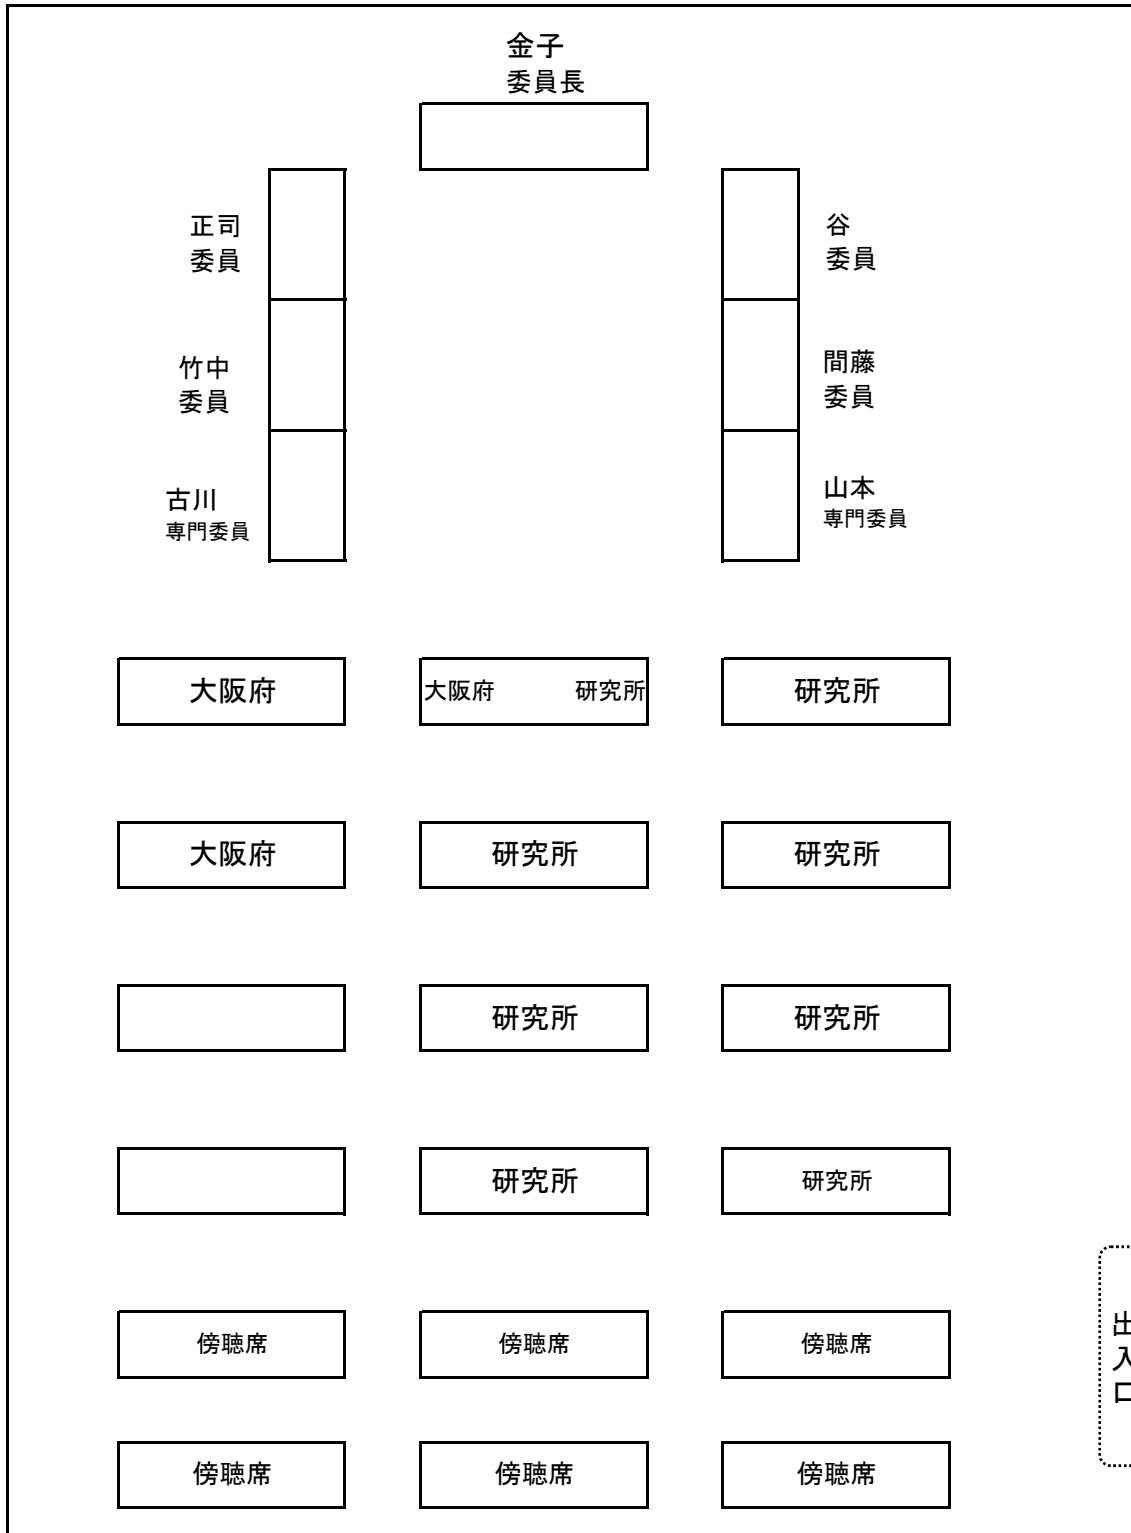 金子
委員長
正司
委員
谷
委員
竹中
委員
間藤
委員
古川
専門委員
山本
専門委員
大阪府
大阪府 研究所
研究所
大阪府
研究所
研究所
研究所
研究所
研究所
研究所
傍聴席
傍聴席
傍聴席
出入口
傍聴席
傍聴席
傍聴席